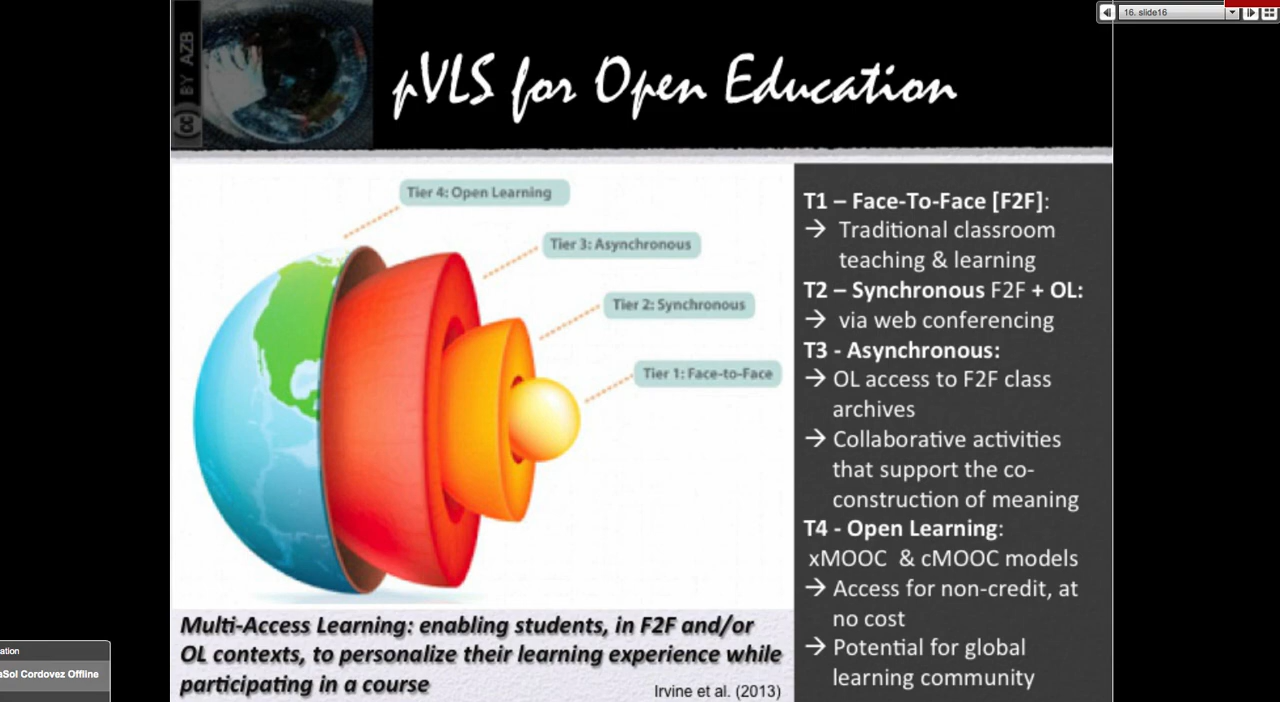 16. slide16
(cc) BY AZB
pVLS for Open Education
Tier 4: Open Learning
Tier 3: Asynchronous
Tier 2: Synchronous
Tier 1: Face-to-Face
Multi-Access Learning: enabling students, in F2F and/or
OL contexts, to personalize their learning experience while
participating in a course
Irvine et al. (2013)
T1 – Face-To-Face [F2F]:
→ Traditional classroom
teaching & learning
T2 – Synchronous F2F + OL:
→ via web conferencing
T3 - Asynchronous:
→ OL access to F2F class
archives
→ Collaborative activities
that support the co-
construction of meaning
T4 - Open Learning:
xMOOC & cMOOC models
→ Access for non-credit, at
no cost
→ Potential for global
learning community
ation
aSol Cordovez Offline